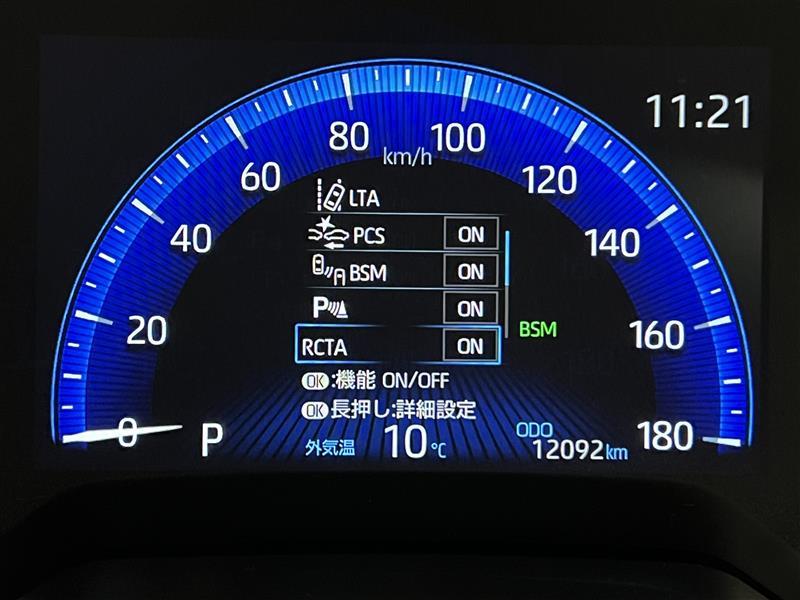 11:21
80
100
km/h
60
120
LTA
40
PCS ON
140
BSM ON
P ON
20
BSM
160
RCTA ON
OK:機能 ON/OFF
OK長押し:詳細設定
0
P
外気温 10℃
ODO
12092km
180